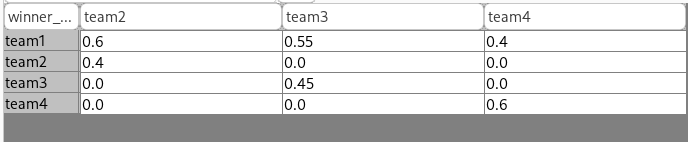 winner_... team2 team3 team4
team1 0.6 0.55 0.4
team2 0.4 0.0 0.0
team3 0.0 0.45 0.0
team4 0.0 0.0 0.6